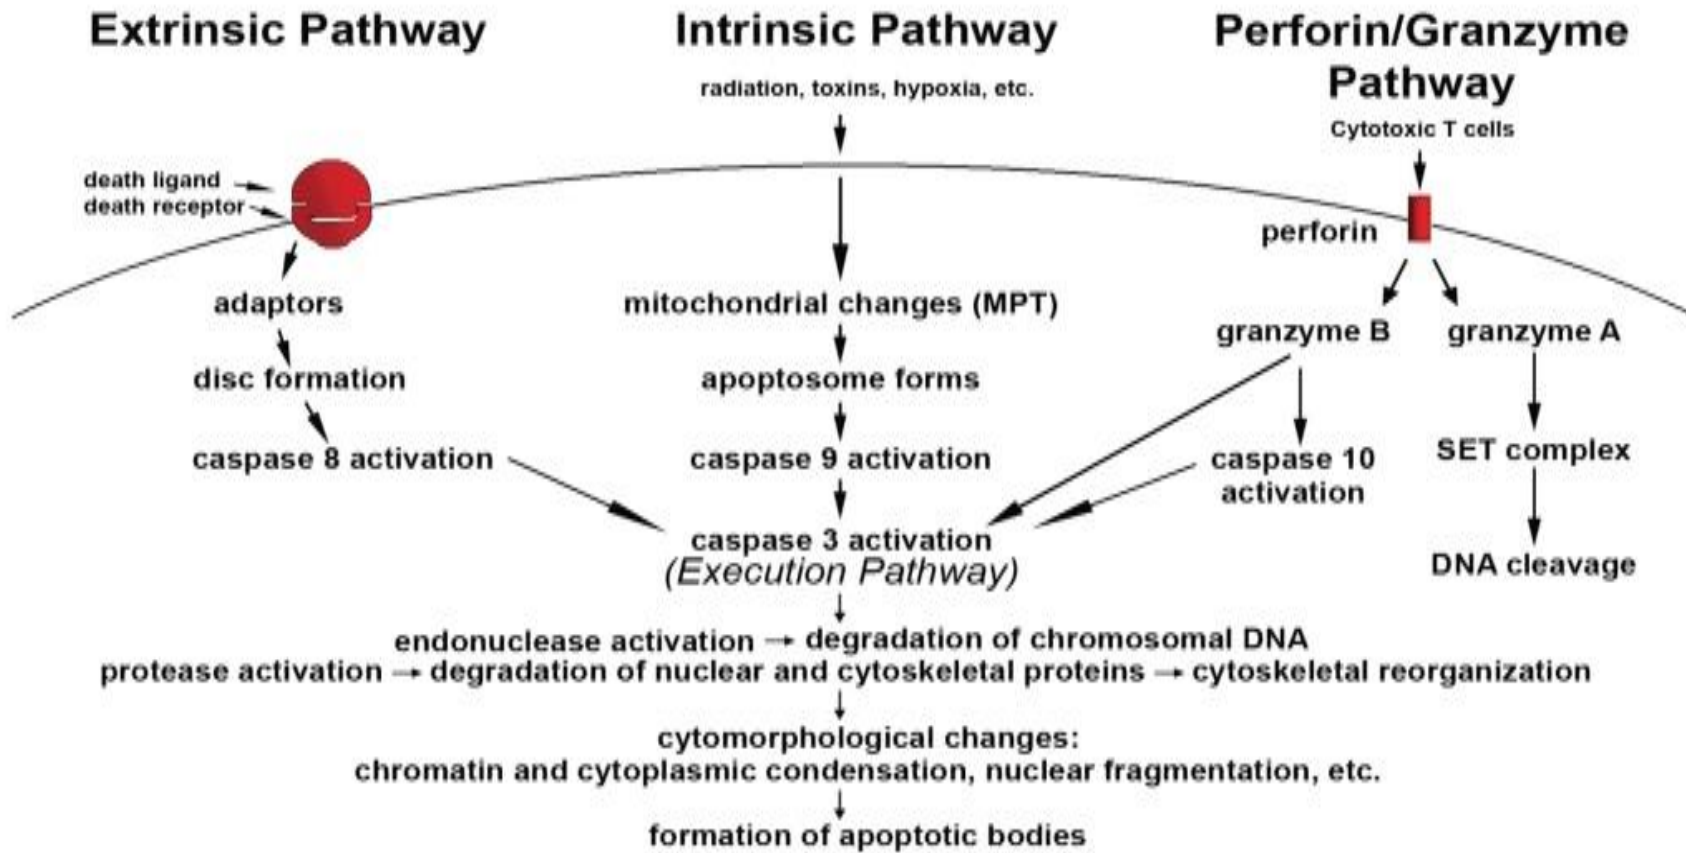 Extrinsic Pathway
Intrinsic Pathway
Perforin/Granzyme
Pathway
radiation, toxins, hypoxia, etc.
Cytotoxic T cells
death ligand
death receptor
perforin
adaptors
mitochondrial changes (MPT)
granzyme B
granzyme A
disc formation
apoptosome forms
caspase 8 activation
caspase 9 activation
caspase 10
activation
SET complex
caspase 3 activation
(Execution Pathway)
DNA cleavage
endonuclease activation → degradation of chromosomal DNA
protease activation → degradation of nuclear and cytoskeletal proteins → cytoskeletal reorganization
cytomorphological changes:
chromatin and cytoplasmic condensation, nuclear fragmentation, etc.
formation of apoptotic bodies